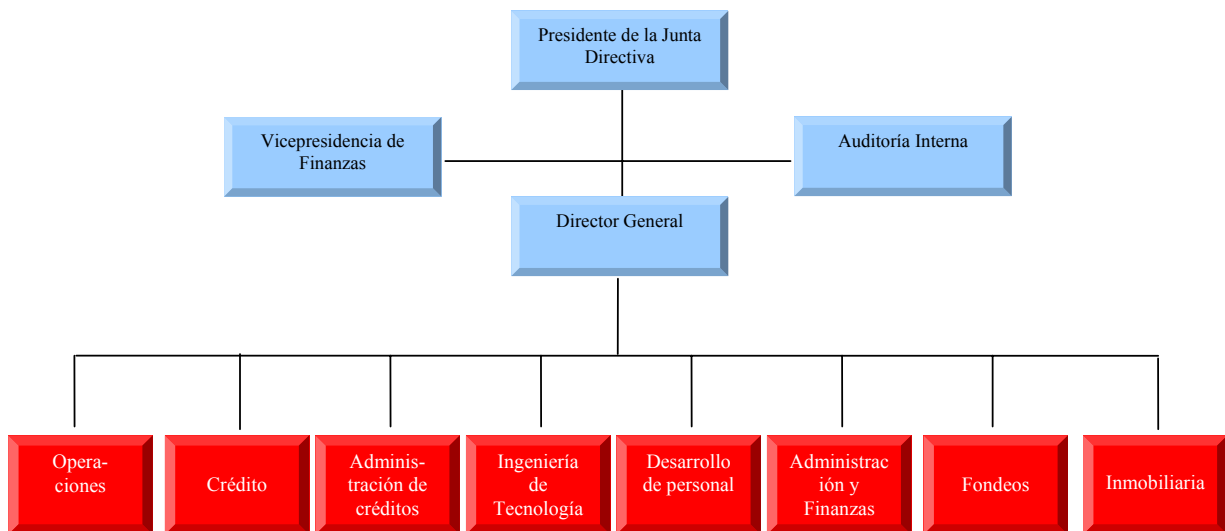 Presidente de la Junta
Directiva
Vicepresidencia de
Finanzas
Auditoría Interna
Director General
Opera-
ciones
Crédito
Adminis-
tración de
créditos
Ingeniería
de
Tecnología
Desarrollo
de personal
Administrac
ión y
Finanzas
Fondeos
Inmobiliaria